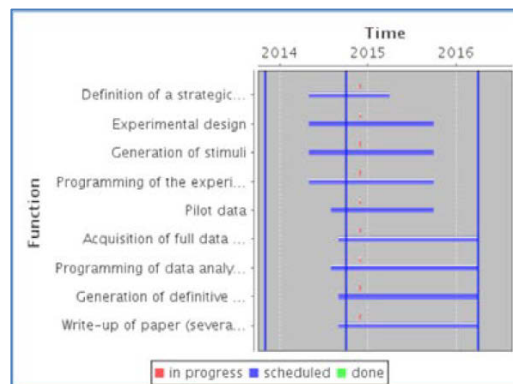 Time
2014 2015 2016
Function
Definition of a strategic...
Experimental design
Generation of stimuli
Programming of the experi...
Pilot data
Acquisition of full data ...
Programming of data analy...
Generation of definitive ...
Write-up of paper (severa...
in progress scheduled done